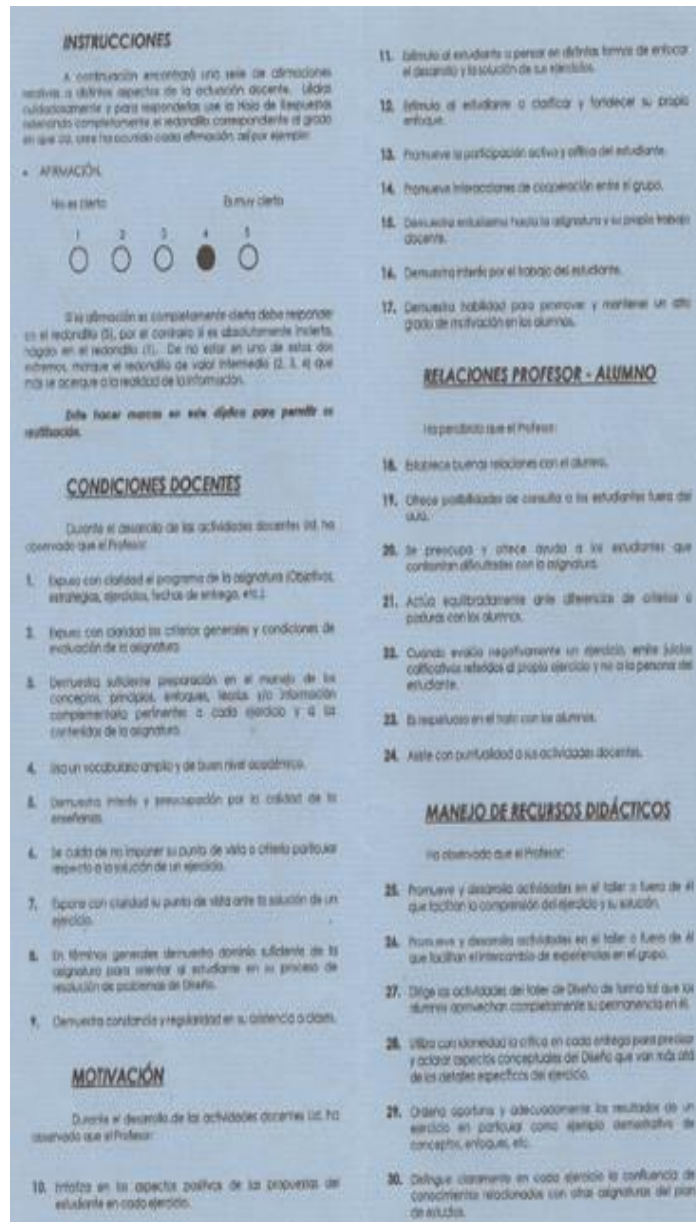 INSTRUCCIONES
A continuación encontrará una serie de afirmaciones
relativas a distintos aspectos de la actuación docente. Léalas
cuidadosamente y para responderlas use la Hoja de Respuestas
rellenando completamente el redondillo correspondiente al grado
en que Ud. cree ha ocurrido cada afirmación, así por ejemplo:
• AFIRMACIÓN.
No es cierto Es muy cierto
1 2 3 4 5
Si la afirmación es completamente cierta debe responder
en el redondillo (5), por el contrario si es absolutamente incierta,
hágalo en el redondillo (1). De no estar en uno de estos dos
extremos, marque el redondillo de valor intermedio (2, 3, 4) que
más se acerque a la realidad de la información.
hacer marcas en este díptico para permitir su
reutilización.
CONDICIONES DOCENTES
Durante el desarrollo de las actividades docentes Ud. ha
observado que el Profesor:
1. Expuso con claridad el programa de la asignatura (Objetivos,
estrategias, ejercicios, fechas de entrega, etc.).
2. Expuso con claridad los criterios generales y condiciones de
evaluación de la asignatura.
3. Demuestra suficiente preparación en el manejo de los
conceptos, principios, enfoques, teorías y/o información
complementaria pertinentes a cada ejercicio y a los
contenidos de la asignatura.
4. Usa un vocabulario amplio y de buen nivel académico.
5. Demuestra interés y preocupación por la calidad de la
enseñanza.
6. Se cuida de no imponer su punto de vista o criterio particular
respecto a la solución de un ejercicio.
7. Expone con claridad su punto de vista ante la solución de un
ejercicio.
8. En términos generales demuestra dominio suficiente de la
asignatura para orientar al estudiante en su proceso de
resolución de problemas de Diseño.
9. Demuestra constancia y regularidad en su asistencia a clases.
MOTIVACIÓN
Durante el desarrollo de las actividades docentes Ud. ha
observado que el Profesor:
10. Enfatiza en los aspectos positivos de las propuestas del
estudiante en cada ejercicio.
11. Estimula al estudiante a pensar en distintas formas de enfocar
el desarrollo y la solución de sus ejercicios.
12. Estimula al estudiante a clarificar y fortalecer su propio
enfoque.
13. Promueve la participación activa y crítica del estudiante.
14. Promueve interacciones de cooperación entre el grupo.
15. Demuestra entusiasmo hacia la asignatura y su propio trabajo
docente.
16. Demuestra interés por el trabajo del estudiante.
17. Demuestra habilidad para promover y mantener un alto
grado de motivación en los alumnos.
RELACIONES PROFESOR - ALUMNO
Ha percibido que el Profesor:
18. Establece buenas relaciones con el alumno.
19. Ofrece posibilidades de consulta a los estudiantes fuera del
aula.
20. Se preocupa y ofrece ayuda a los estudiantes que
confrontan dificultades con la asignatura.
21. Actúa equilibradamente ante diferencias de criterios o
posturas con los alumnos.
22. Cuando evalúa negativamente un ejercicio, emite juicios
calificativos referidos al propio ejercicio y no a la persona del
estudiante.
23. Es respetuoso en el trato con los alumnos.
24. Asiste con puntualidad a sus actividades docentes.
MANEJO DE RECURSOS DIDÁCTICOS
Ha observado que el Profesor:
25. Promueve y desarrolla actividades en el taller o fuera de él
que facilitan la comprensión del ejercicio y su solución.
26. Promueve y desarrolla actividades en el taller o fuera de él
que facilitan el intercambio de experiencias en el grupo.
27. Dirige las actividades del taller de Diseño de forma tal que los
alumnos aprovechan completamente su permanencia en él.
28. Utiliza con idoneidad la crítica en cada entrega para precisar
y aclarar aspectos conceptuales del Diseño que van más allá
de los detalles específicos del ejercicio.
29. Ordena oportuna y adecuadamente los resultados de un
ejercicio en particular como ejemplo demostrativo de
conceptos, enfoques, etc.
30. Distingue claramente en cada ejercicio la confluencia de
conocimientos relacionados con otras asignaturas del plan
de estudios.